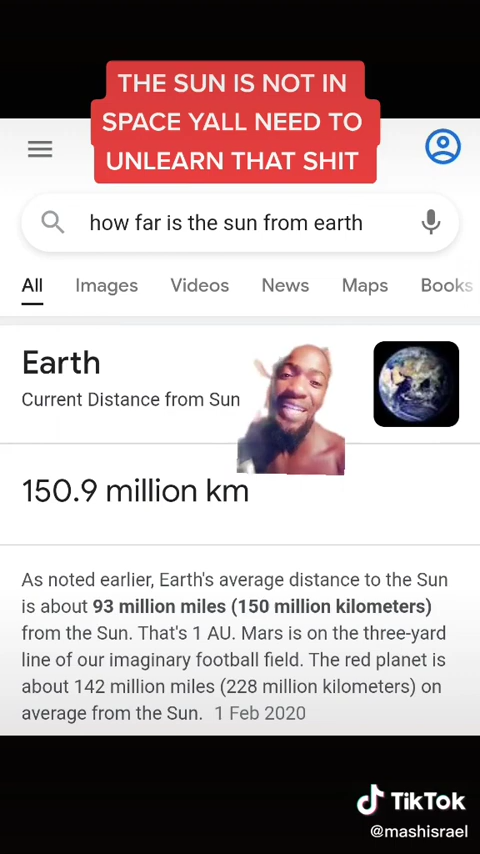 THE SUN IS NOT IN
SPACE YALL NEED TO
UNLEARN THAT SHIT
how far is the sun from earth
All Images Videos News Maps Books
Earth
Current Distance from Sun
150.9 million km
As noted earlier, Earth's average distance to the Sun
is about 93 million miles (150 million kilometers)
from the Sun. That's 1 AU. Mars is on the three-yard
line of our imaginary football field. The red planet is
about 142 million miles (228 million kilometers) on
average from the Sun. 1 Feb 2020
TikTok
@mashisrael